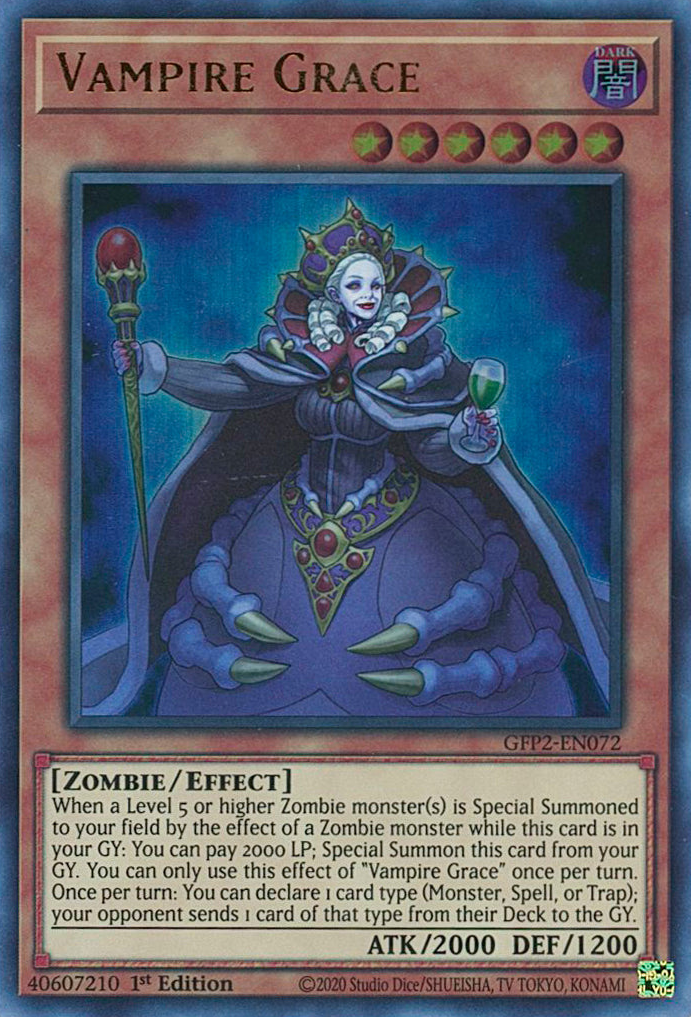 VAMPIRE GRACE
DARK
闇
GFP2-EN072
[ZOMBIE/EFFECT]
When a Level 5 or higher Zombie monster(s) is Special Summoned
to your field by the effect of a Zombie monster while this card is in
your GY: You can pay 2000 LP; Special Summon this card from your
GY. You can only use this effect of "Vampire Grace" once per turn.
Once per turn: You can declare 1 card type (Monster, Spell, or Trap);
your opponent sends 1 card of that type from their Deck to the GY.
ATK/2000 DEF/1200
40607210 1st Edition ©2020 Studio Dice/SHUEISHA, TV TOKYO, KONAMI